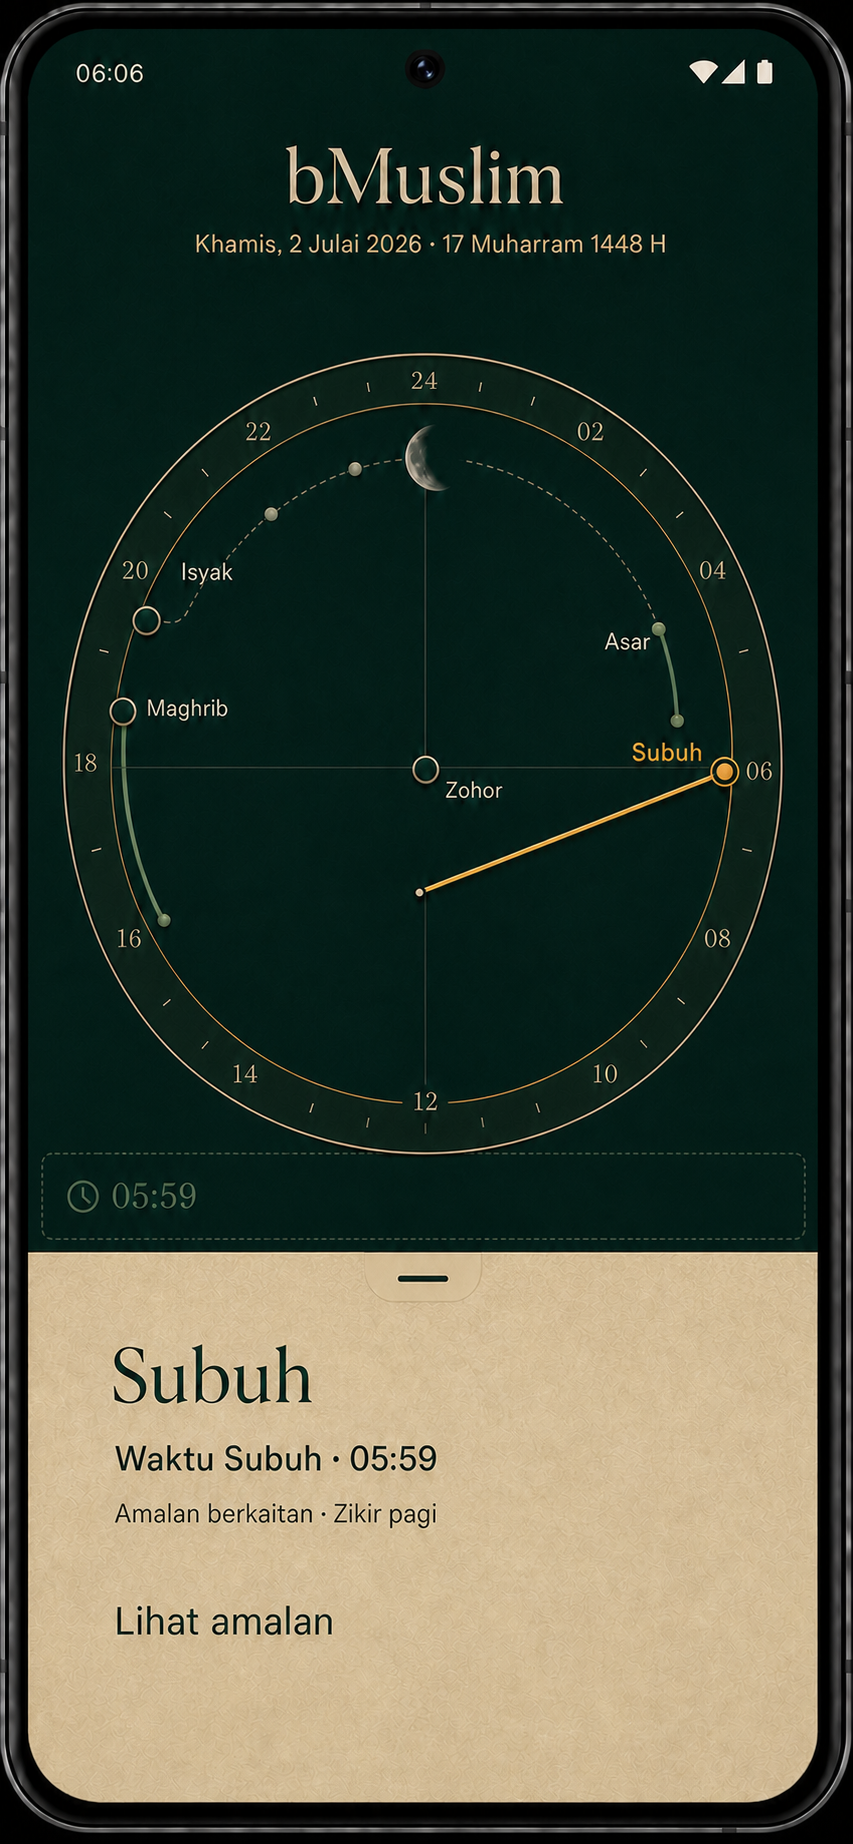 06:06
bMuslim
Khamis, 2 Julai 2026 · 17 Muharram 1448 H
24
22
02
20
Isyak
04
Asar
Maghrib
Subuh
18
06
Zohor
16
08
14
10
12
05:59
Subuh
Waktu Subuh · 05:59
Amalan berkaitan · Zikir pagi
Lihat amalan